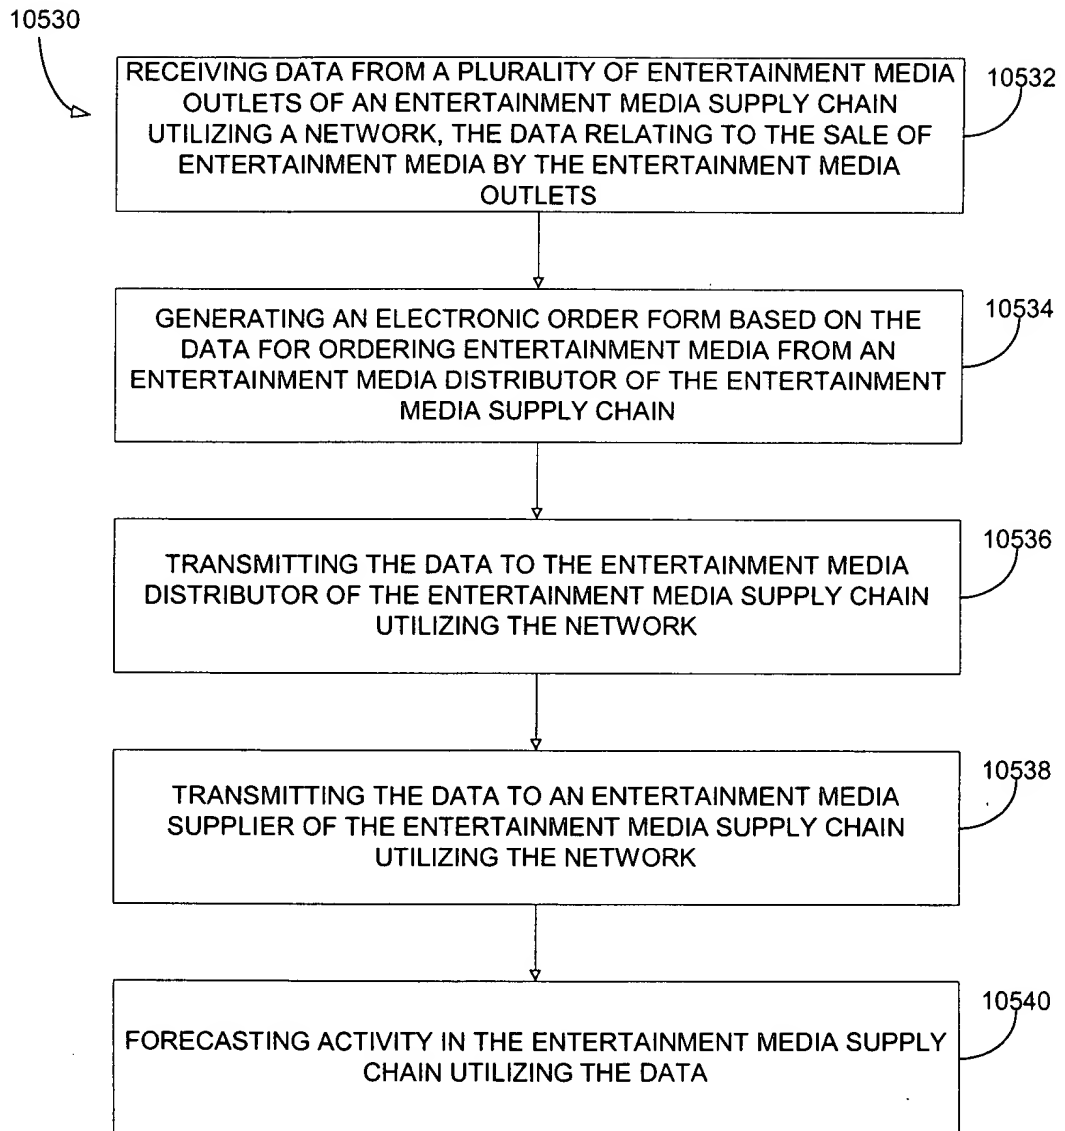 10530
RECEIVING DATA FROM A PLURALITY OF ENTERTAINMENT MEDIA
OUTLETS OF AN ENTERTAINMENT MEDIA SUPPLY CHAIN
UTILIZING A NETWORK, THE DATA RELATING TO THE SALE OF
ENTERTAINMENT MEDIA BY THE ENTERTAINMENT MEDIA
OUTLETS
10532
GENERATING AN ELECTRONIC ORDER FORM BASED ON THE
DATA FOR ORDERING ENTERTAINMENT MEDIA FROM AN
ENTERTAINMENT MEDIA DISTRIBUTOR OF THE ENTERTAINMENT
MEDIA SUPPLY CHAIN
10534
TRANSMITTING THE DATA TO THE ENTERTAINMENT MEDIA
DISTRIBUTOR OF THE ENTERTAINMENT MEDIA SUPPLY CHAIN
UTILIZING THE NETWORK
10536
TRANSMITTING THE DATA TO AN ENTERTAINMENT MEDIA
SUPPLIER OF THE ENTERTAINMENT MEDIA SUPPLY CHAIN
UTILIZING THE NETWORK
10538
FORECASTING ACTIVITY IN THE ENTERTAINMENT MEDIA SUPPLY
CHAIN UTILIZING THE DATA
10540